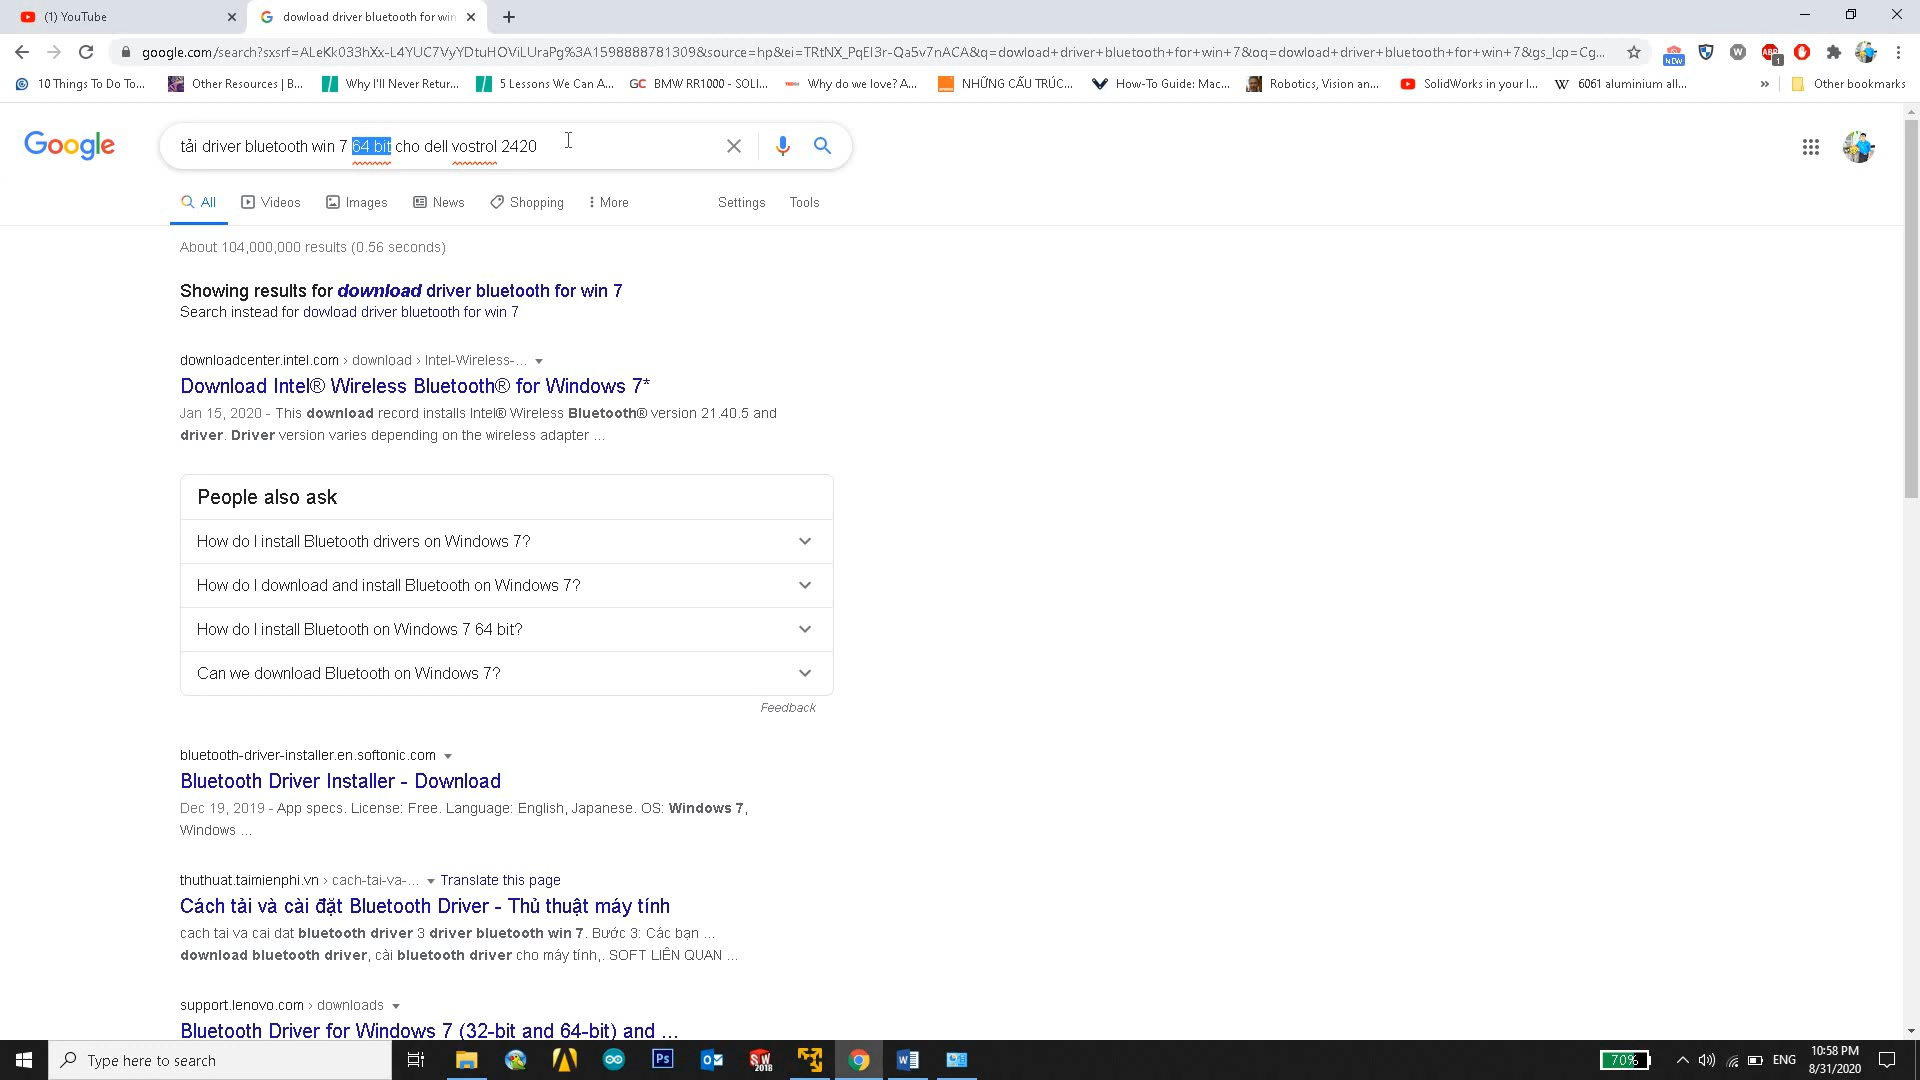 (1) YouTube
dowload driver bluetooth for win
google.com/search?sxsrf=ALeKk033hXx-L4YUC7VyYDtuHOViLUraPg%3A1598888781309&source=hp&ei=TRtNX_PqEI3r-Qa5v7nACA&q=dowload+driver+bluetooth+for+win+7&oq=dowload+driver+bluetooth+for+win+7&gs_lcp=Cg...
NEW
ABP
1
10 Things To Do To...
Other Resources | B...
Why I'll Never Retur...
5 Lessons We Can A...
GC BMW RR1000 - SOLI...
Why do we love? A...
NHỮNG CẤU TRÚC...
How-To Guide: Mac...
Robotics, Vision an...
SolidWorks in your l...
W 6061 aluminium all...
»
Other bookmarks
Google
tải driver bluetooth win 7 64 bit cho dell vostrol 2420
All
Videos
Images
News
Shopping
More
Settings
Tools
About 104,000,000 results (0.56 seconds)
Showing results for download driver bluetooth for win 7
Search instead for dowload driver bluetooth for win 7
downloadcenter.intel.com › download › Intel-Wireless-...
Download Intel® Wireless Bluetooth® for Windows 7*
Jan 15, 2020 - This download record installs Intel® Wireless Bluetooth® version 21.40.5 and
driver. Driver version varies depending on the wireless adapter ...
People also ask
How do I install Bluetooth drivers on Windows 7?
How do I download and install Bluetooth on Windows 7?
How do I install Bluetooth on Windows 7 64 bit?
Can we download Bluetooth on Windows 7?
Feedback
bluetooth-driver-installer.en.softonic.com
Bluetooth Driver Installer - Download
Dec 19, 2019 - App specs. License: Free. Language: English, Japanese. OS: Windows 7,
Windows ...
thuthuat.taimienphi.vn › cach-tai-va-... Translate this page
Cách tải và cài đặt Bluetooth Driver - Thủ thuật máy tính
cach tai va cai dat bluetooth driver 3 driver bluetooth win 7. Bước 3: Các bạn ...
download bluetooth driver, cài bluetooth driver cho máy tính,. SOFT LIÊN QUAN ...
support.lenovo.com › downloads
Bluetooth Driver for Windows 7 (32-bit and 64-bit) and ...
Type here to search
Ps
SW
2018
70%
ENG
10:58 PM
8/31/2020